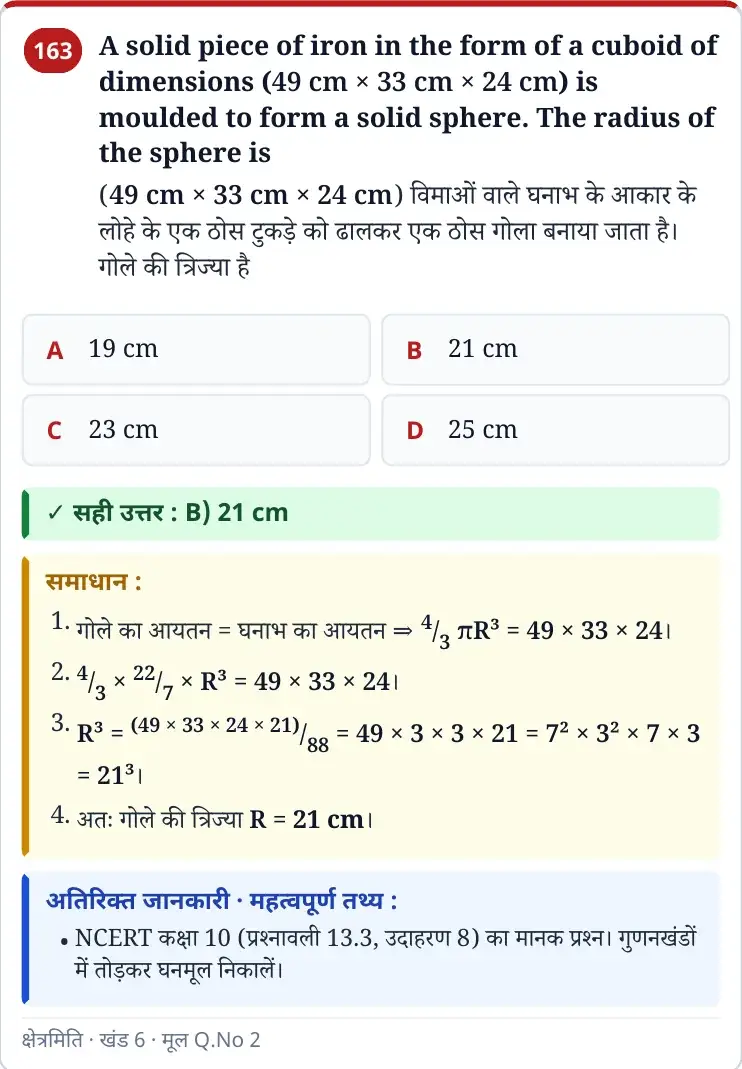 163
A solid piece of iron in the form of a cuboid of
dimensions (49 cm × 33 cm × 24 cm) is
moulded to form a solid sphere. The radius of
the sphere is
(49 cm × 33 cm × 24 cm) विमाओं वाले घनाभ के आकार के
लोहे के एक ठोस टुकड़े को ढालकर एक ठोस गोला बनाया जाता है।
गोले की त्रिज्या है
A 19 cm
B 21 cm
C 23 cm
D 25 cm
✓ सही उत्तर : B) 21 cm
समाधान :
1. गोले का आयतन = घनाभ का आयतन ⇒ ⁴/₃ πR³ = 49 × 33 × 24।
2. ⁴/₃ × ²²/₇ × R³ = 49 × 33 × 24।
3. R³ = ⁽⁴⁹ ˣ ³³ ˣ ²⁴ ˣ ²¹⁾/₈₈ = 49 × 3 × 3 × 21 = 7² × 3² × 7 × 3
= 21³।
4. अतः गोले की त्रिज्या R = 21 cm।
अतिरिक्त जानकारी · महत्वपूर्ण तथ्य :
• NCERT कक्षा 10 (प्रश्नावली 13.3, उदाहरण 8) का मानक प्रश्न। गुणनखंडों
में तोड़कर घनमूल निकालें।
क्षेत्रमिति · खंड 6 · मूल Q.No 2